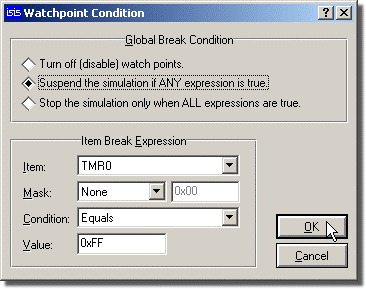 isis Watchpoint Condition
Global Break Condition
Turn off (disable) watch points.
Suspend the simulation if ANY expression is true.
Stop the simulation only when ALL expressions are true.
Item Break Expression
Item: TMR0
Mask: None 0x00
Condition: Equals
Value: 0xFF
OK
Cancel